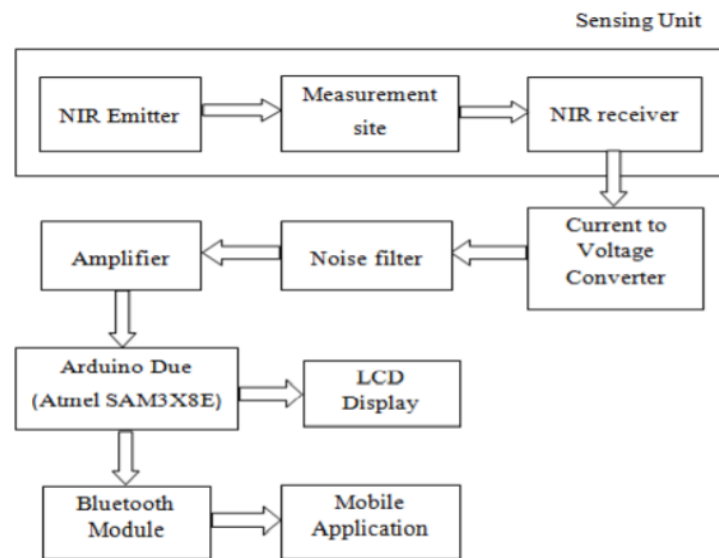 Sensing Unit
NIR Emitter
Measurement
site
NIR receiver
Amplifier
Noise filter
Current to
Voltage
Converter
Arduino Due
(Atmel SAM3X8E)
LCD
Display
Bluetooth
Module
Mobile
Application